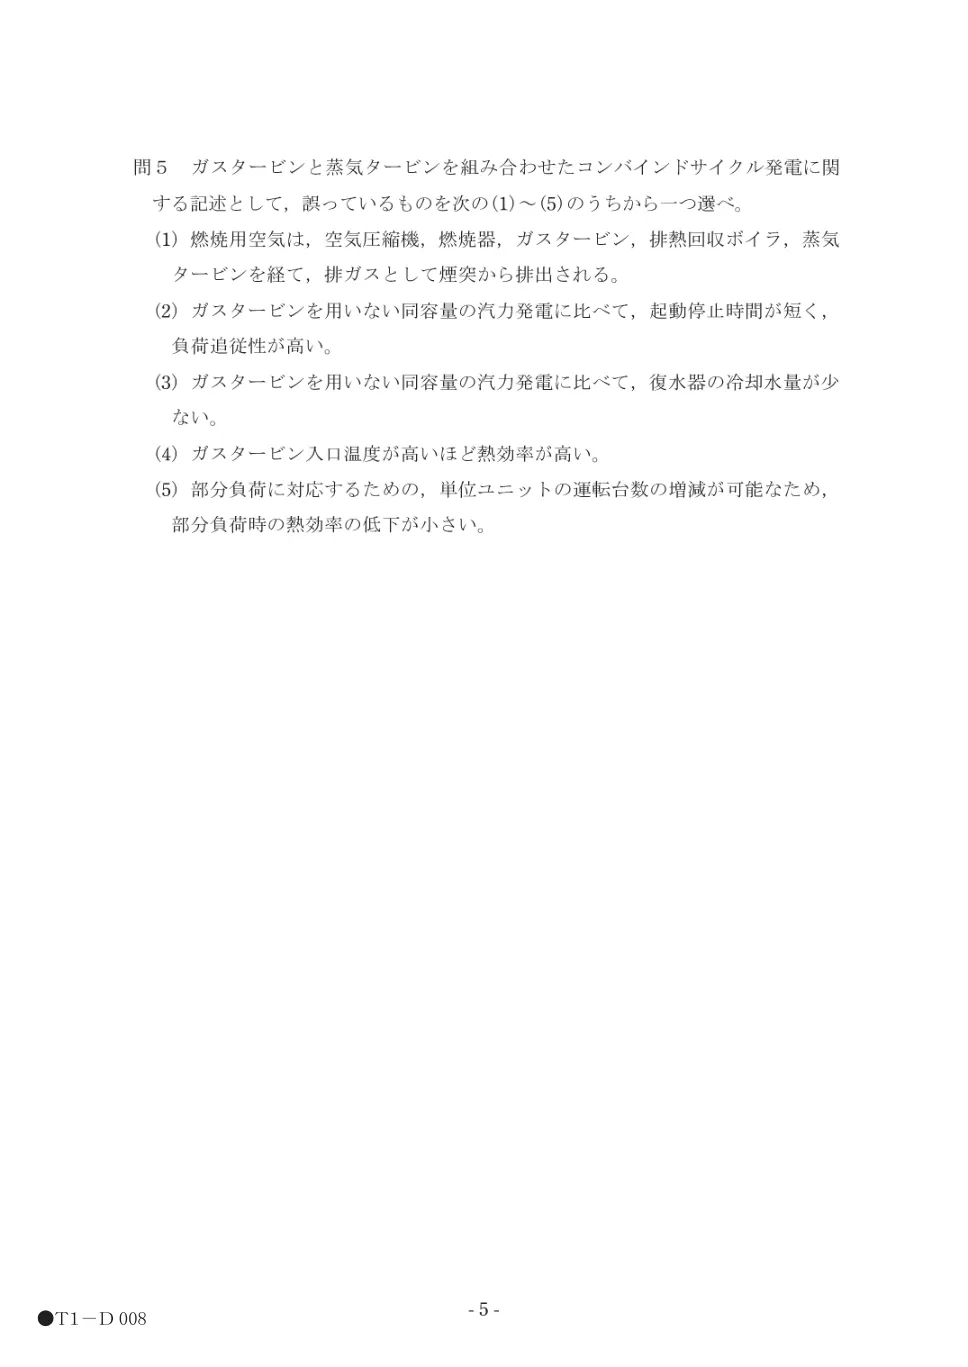 問５　ガスタービンと蒸気タービンを組み合わせたコンバインドサイクル発電に関
する記述として，誤っているものを次の(1)～(5)のうちから一つ選べ。
(1) 燃焼用空気は，空気圧縮機，燃焼器，ガスタービン，排熱回収ボイラ，蒸気
タービンを経て，排ガスとして煙突から排出される。
(2) ガスタービンを用いない同容量の汽力発電に比べて，起動停止時間が短く，
負荷追従性が高い。
(3) ガスタービンを用いない同容量の汽力発電に比べて，復水器の冷却水量が少
ない。
(4) ガスタービン入口温度が高いほど熱効率が高い。
(5) 部分負荷に対応するための，単位ユニットの運転台数の増減が可能なため，
部分負荷時の熱効率の低下が小さい。
- 5 -
●T1－D 008